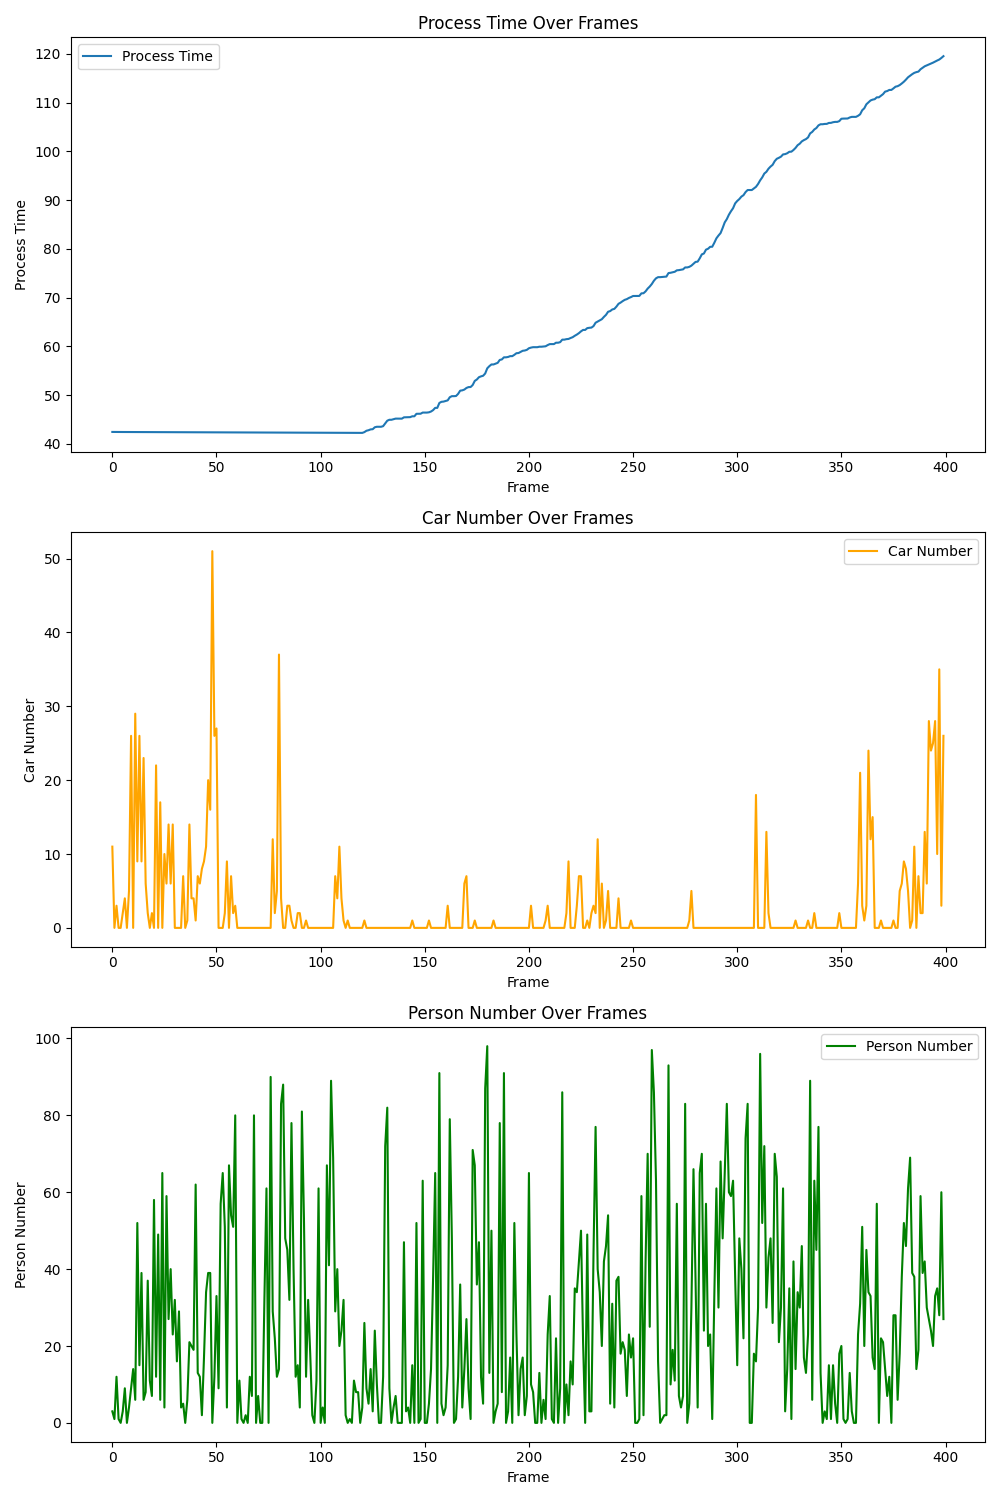 Process Time Over Frames
Process Time
120
110
100
90
80
70
60
50
40
Process Time
0 50 100 150 200 250 300 350 400
Frame
Car Number Over Frames
Car Number
50
40
30
20
10
0
Car Number
0 50 100 150 200 250 300 350 400
Frame
Person Number Over Frames
Person Number
100
80
60
40
20
0
Person Number
0 50 100 150 200 250 300 350 400
Frame